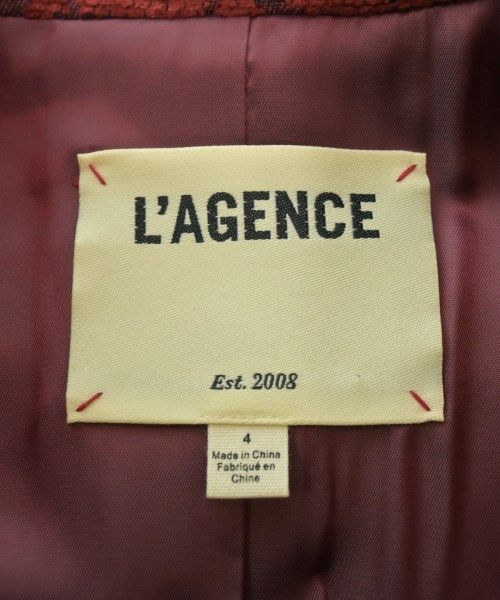 L'AGENCE
Est. 2008
4
Made in China
Fabriqué en
Chine